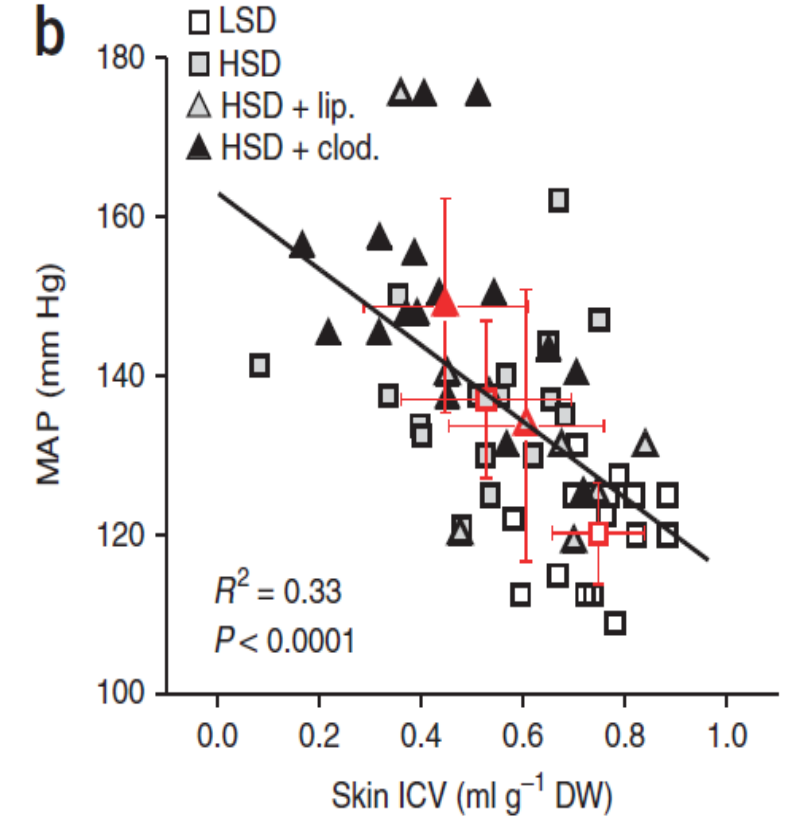 b
LSD
HSD
HSD + lip.
HSD + clod.
180
160
140
120
100
MAP (mm Hg)
R² = 0.33
P < 0.0001
0.0 0.2 0.4 0.6 0.8 1.0
Skin ICV (ml g⁻¹ DW)